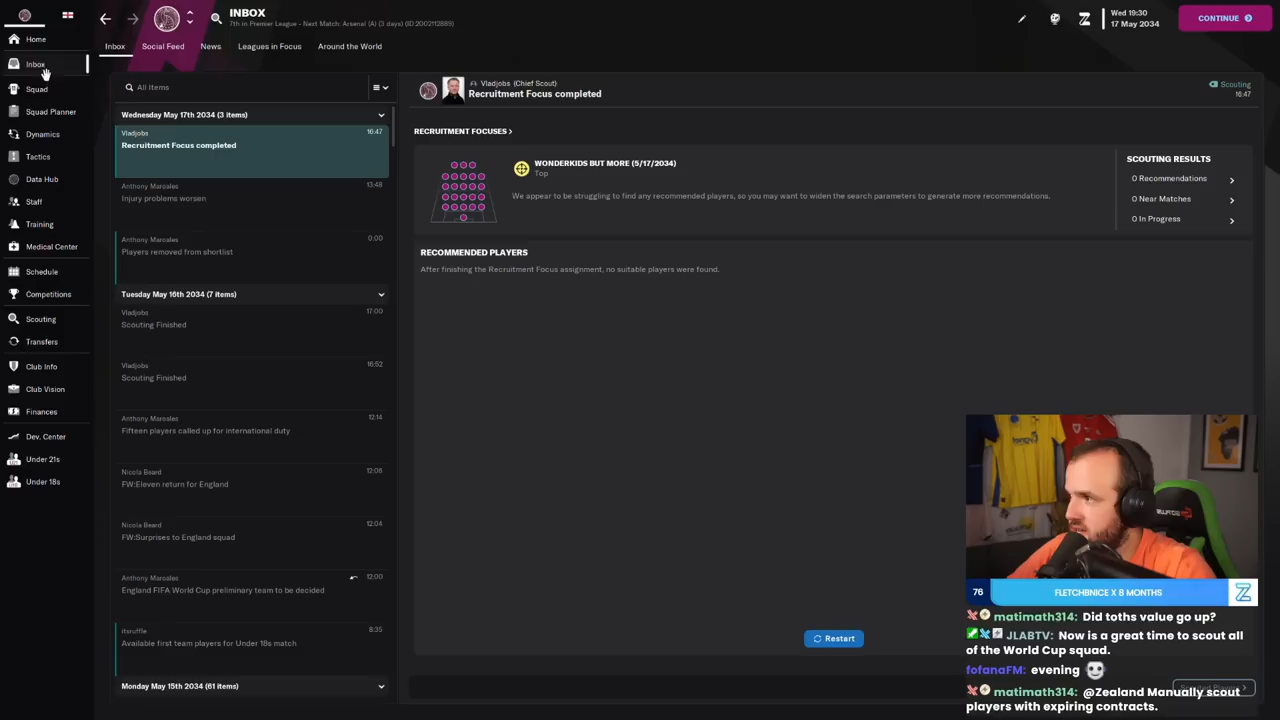 INBOX
7th in Premier League - Next Match: Arsenal (A) (3 days) (ID:2002112889)
Wed 19:30
17 May 2034
CONTINUE
Inbox
Social Feed
News
Leagues in Focus
Around the World
Home
Inbox
Squad
Squad Planner
Dynamics
Tactics
Data Hub
Staff
Training
Medical Center
Schedule
Competitions
Scouting
Transfers
Club Info
Club Vision
Finances
Dev. Center
Under 21s
Under 18s
All Items
Wednesday May 17th 2034 (3 items)
Vladjobs 16:47
Recruitment Focus completed
Anthony Maroales 13:48
Injury problems worsen
Anthony Maroales 0:00
Players removed from shortlist
Tuesday May 16th 2034 (7 items)
Vladjobs 17:00
Scouting Finished
Vladjobs 16:52
Scouting Finished
Anthony Maroales 12:14
Fifteen players called up for international duty
Nicola Beard 12:06
FW:Eleven return for England
Nicola Beard 12:04
FW:Surprises to England squad
Anthony Maroales 12:00
England FIFA World Cup preliminary team to be decided
itsruffle 8:35
Available first team players for Under 18s match
Monday May 15th 2034 (61 items)
Vladjobs (Chief Scout)
Recruitment Focus completed
Scouting
16:47
RECRUITMENT FOCUSES >
WONDERKIDS BUT MORE (5/17/2034)
Top
We appear to be struggling to find any recommended players, so you may want to widen the search parameters to generate more recommendations.
SCOUTING RESULTS
0 Recommendations
0 Near Matches
0 In Progress
RECOMMENDED PLAYERS
After finishing the Recruitment Focus assignment, no suitable players were found.
Restart
76 FLETCHBNICE X 8 MONTHS
matimath314: Did toths value go up?
JLABTV: Now is a great time to scout all
of the World Cup squad.
fofanaFM: evening
matimath314: @Zealand Manually scout
players with expiring contracts.